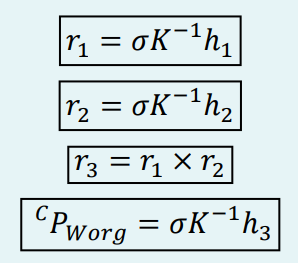 r₁ = σK⁻¹h₁
r₂ = σK⁻¹h₂
r₃ = r₁ × r₂
ᶜP_Worg = σK⁻¹h₃